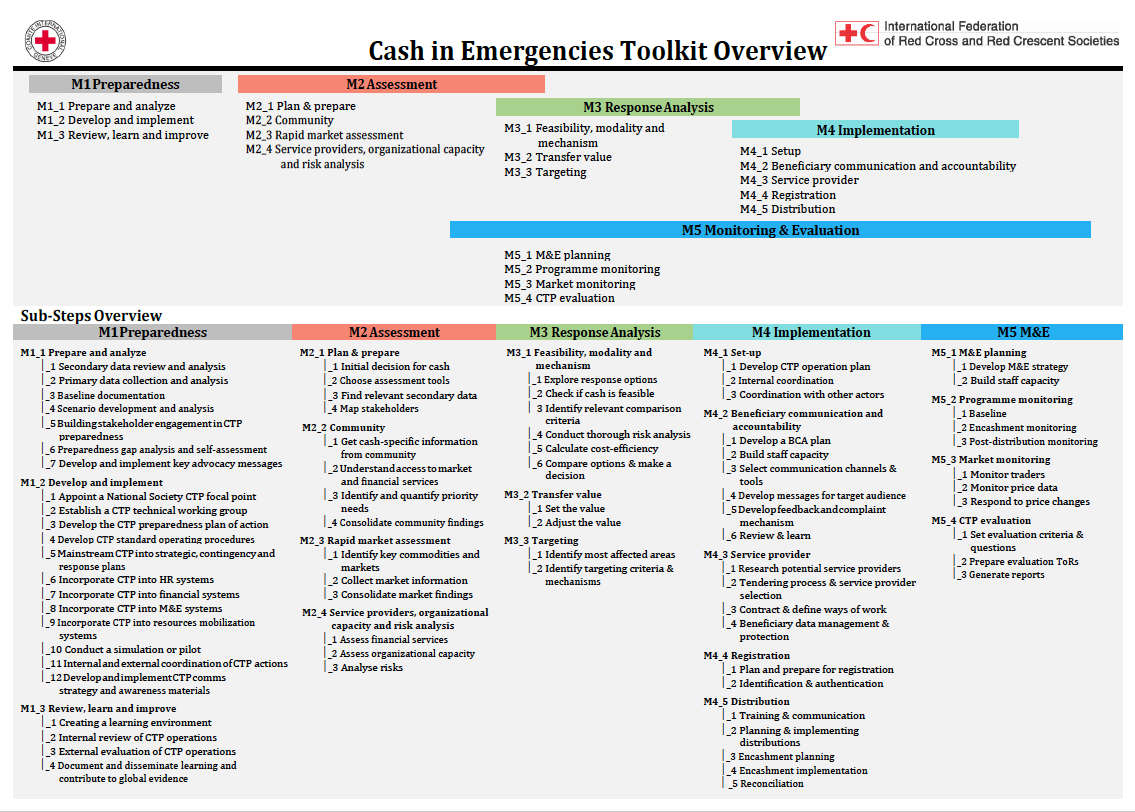 COMITE INTERNATIONAL GENEVE
Cash in Emergencies Toolkit Overview
International Federation
of Red Cross and Red Crescent Societies
M1 Preparedness
M1_1 Prepare and analyze
M1_2 Develop and implement
M1_3 Review, learn and improve
M2 Assessment
M2_1 Plan & prepare
M2_2 Community
M2_3 Rapid market assessment
M2_4 Service providers, organizational capacity
and risk analysis
M3 Response Analysis
M3_1 Feasibility, modality and
mechanism
M3_2 Transfer value
M3_3 Targeting
M4 Implementation
M4_1 Setup
M4_2 Beneficiary communication and accountability
M4_3 Service provider
M4_4 Registration
M4_5 Distribution
M5 Monitoring & Evaluation
M5_1 M&E planning
M5_2 Programme monitoring
M5_3 Market monitoring
M5_4 CTP evaluation
Sub-Steps Overview
M1 Preparedness
M1_1 Prepare and analyze
_1 Secondary data review and analysis
_2 Primary data collection and analysis
_3 Baseline documentation
_4 Scenario development and analysis
_5 Building stakeholder engagement in CTP
preparedness
_6 Preparedness gap analysis and self-assessment
_7 Develop and implement key advocacy messages
M1_2 Develop and implement
_1 Appoint a National Society CTP focal point
_2 Establish a CTP technical working group
_3 Develop the CTP preparedness plan of action
_4 Develop CTP standard operating procedures
_5 Mainstream CTP into strategic, contingency and
response plans
_6 Incorporate CTP into HR systems
_7 Incorporate CTP into financial systems
_8 Incorporate CTP into M&E systems
_9 Incorporate CTP into resources mobilization
systems
_10 Conduct a simulation or pilot
_11 Internal and external coordination of CTP actions
_12 Develop and implement CTP comms
strategy and awareness materials
M1_3 Review, learn and improve
_1 Creating a learning environment
_2 Internal review of CTP operations
_3 External evaluation of CTP operations
_4 Document and disseminate learning and
contribute to global evidence
M2 Assessment
M2_1 Plan & prepare
_1 Initial decision for cash
_2 Choose assessment tools
_3 Find relevant secondary data
_4 Map stakeholders
M2_2 Community
_1 Get cash-specific information
from community
_2 Understand access to market
and financial services
_3 Identify and quantify priority
needs
_4 Consolidate community findings
M2_3 Rapid market assessment
_1 Identify key commodities and
markets
_2 Collect market information
_3 Consolidate market findings
M2_4 Service providers, organizational
capacity and risk analysis
_1 Assess financial services
_2 Assess organizational capacity
_3 Analyse risks
M3 Response Analysis
M3_1 Feasibility, modality and
mechanism
_1 Explore response options
_2 Check if cash is feasible
3 Identify relevant comparison
criteria
_4 Conduct thorough risk analysis
_5 Calculate cost-efficiency
_6 Compare options & make a
decision
M3_2 Transfer value
_1 Set the value
_2 Adjust the value
M3_3 Targeting
_1 Identify most affected areas
_2 Identify targeting criteria &
mechanisms
M4 Implementation
M4_1 Set-up
_1 Develop CTP operation plan
_2 Internal coordination
_3 Coordination with other actors
M4_2 Beneficiary communication and
accountability
_1 Develop a BCA plan
_2 Build staff capacity
_3 Select communication channels &
tools
_4 Develop messages for target audience
_5 Develop feedback and complaint
mechanism
_6 Review & learn
M4_3 Service provider
_1 Research potential service providers
_2 Tendering process & service provider
selection
_3 Contract & define ways of work
_4 Beneficiary data management &
protection
M4_4 Registration
_1 Plan and prepare for registration
_2 Identification & authentication
M4_5 Distribution
_1 Training & communication
_2 Planning & implementing
distributions
_3 Encashment planning
_4 Encashment implementation
_5 Reconciliation
M5 M&E
M5_1 M&E planning
_1 Develop M&E strategy
_2 Build staff capacity
M5_2 Programme monitoring
_1 Baseline
_2 Encashment monitoring
_3 Post-distribution monitoring
M5_3 Market monitoring
_1 Monitor traders
_2 Monitor price data
_3 Respond to price changes
M5_4 CTP evaluation
_1 Set evaluation criteria &
questions
_2 Prepare evaluation ToRs
_3 Generate reports